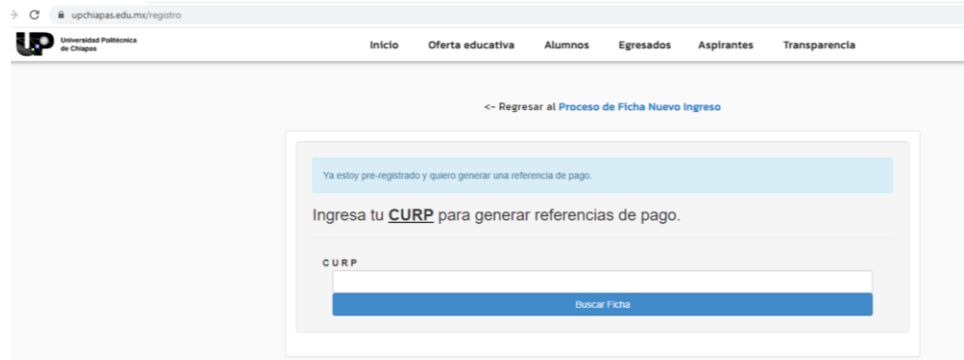 upchiapas.edu.mx/registro
UP Universidad Politécnica
de Chiapas
Inicio Oferta educativa Alumnos Egresados Aspirantes Transparencia
<- Regresar al Proceso de Ficha Nuevo Ingreso
Ya estoy pre-registrado y quiero generar una referencia de pago.
Ingresa tu CURP para generar referencias de pago.
C U R P
Buscar Ficha